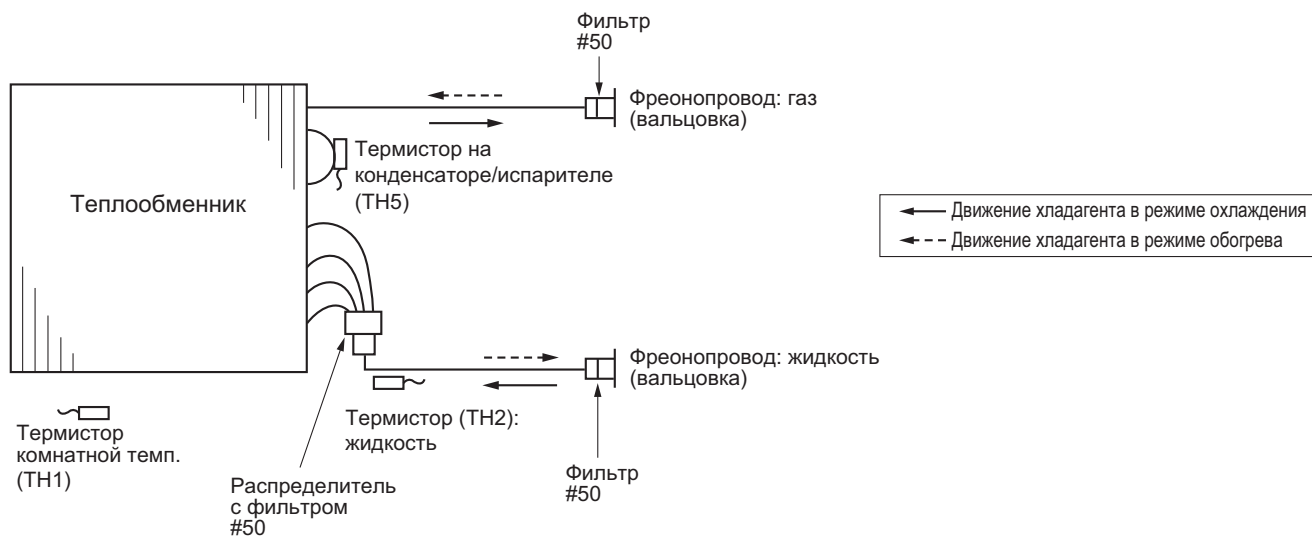 Фильтр
#50
Фреонопровод: газ
(вальцовка)
Термистор на
конденсаторе/испарителе
(TH5)
Теплообменник
Движение хладагента в режиме охлаждения
Движение хладагента в режиме обогрева
Фреонопровод: жидкость
(вальцовка)
Термистор (TH2):
жидкость
Термистор
комнатной темп.
(TH1)
Распределитель
с фильтром
#50
Фильтр
#50